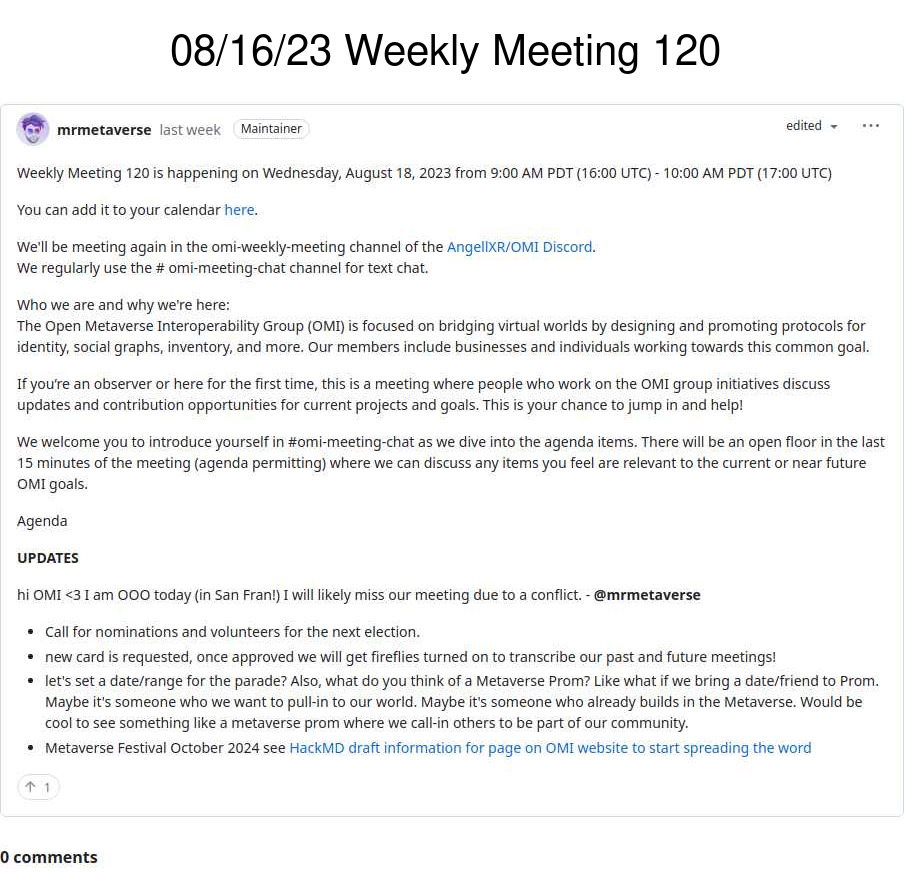 08/16/23 Weekly Meeting 120
mrmetaverse last week Maintainer edited
Weekly Meeting 120 is happening on Wednesday, August 18, 2023 from 9:00 AM PDT (16:00 UTC) - 10:00 AM PDT (17:00 UTC)
You can add it to your calendar here.
We'll be meeting again in the omi-weekly-meeting channel of the AngellXR/OMI Discord.
We regularly use the # omi-meeting-chat channel for text chat.
Who we are and why we're here:
The Open Metaverse Interoperability Group (OMI) is focused on bridging virtual worlds by designing and promoting protocols for
identity, social graphs, inventory, and more. Our members include businesses and individuals working towards this common goal.
If you're an observer or here for the first time, this is a meeting where people who work on the OMI group initiatives discuss
updates and contribution opportunities for current projects and goals. This is your chance to jump in and help!
We welcome you to introduce yourself in #omi-meeting-chat as we dive into the agenda items. There will be an open floor in the last
15 minutes of the meeting (agenda permitting) where we can discuss any items you feel are relevant to the current or near future
OMI goals.
Agenda
UPDATES
hi OMI <3 I am OOO today (in San Fran!) I will likely miss our meeting due to a conflict. - @mrmetaverse
• Call for nominations and volunteers for the next election.
• new card is requested, once approved we will get fireflies turned on to transcribe our past and future meetings!
• let's set a date/range for the parade? Also, what do you think of a Metaverse Prom? Like what if we bring a date/friend to Prom.
Maybe it's someone who we want to pull-in to our world. Maybe it's someone who already builds in the Metaverse. Would be
cool to see something like a metaverse prom where we call-in others to be part of our community.
• Metaverse Festival October 2024 see HackMD draft information for page on OMI website to start spreading the word
↑ 1
0 comments